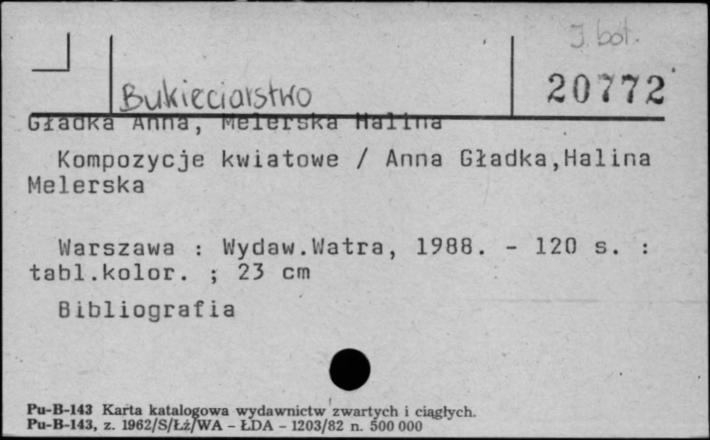 J. bot.
Bukieciarstwo
20772
Gładka Anna, Melerska Halina
Kompozycje kwiatowe / Anna Gładka,Halina
Melerska
Warszawa : Wydaw.Watra, 1988. - 120 s. :
tabl.kolor. ; 23 cm
Bibliografia
Pu-B-143 Karta katalogowa wydawnictw zwartych i ciągłych.
Pu-B-143, z. 1962/S/Łż/WA - ŁDA - 1203/82 n. 500 000